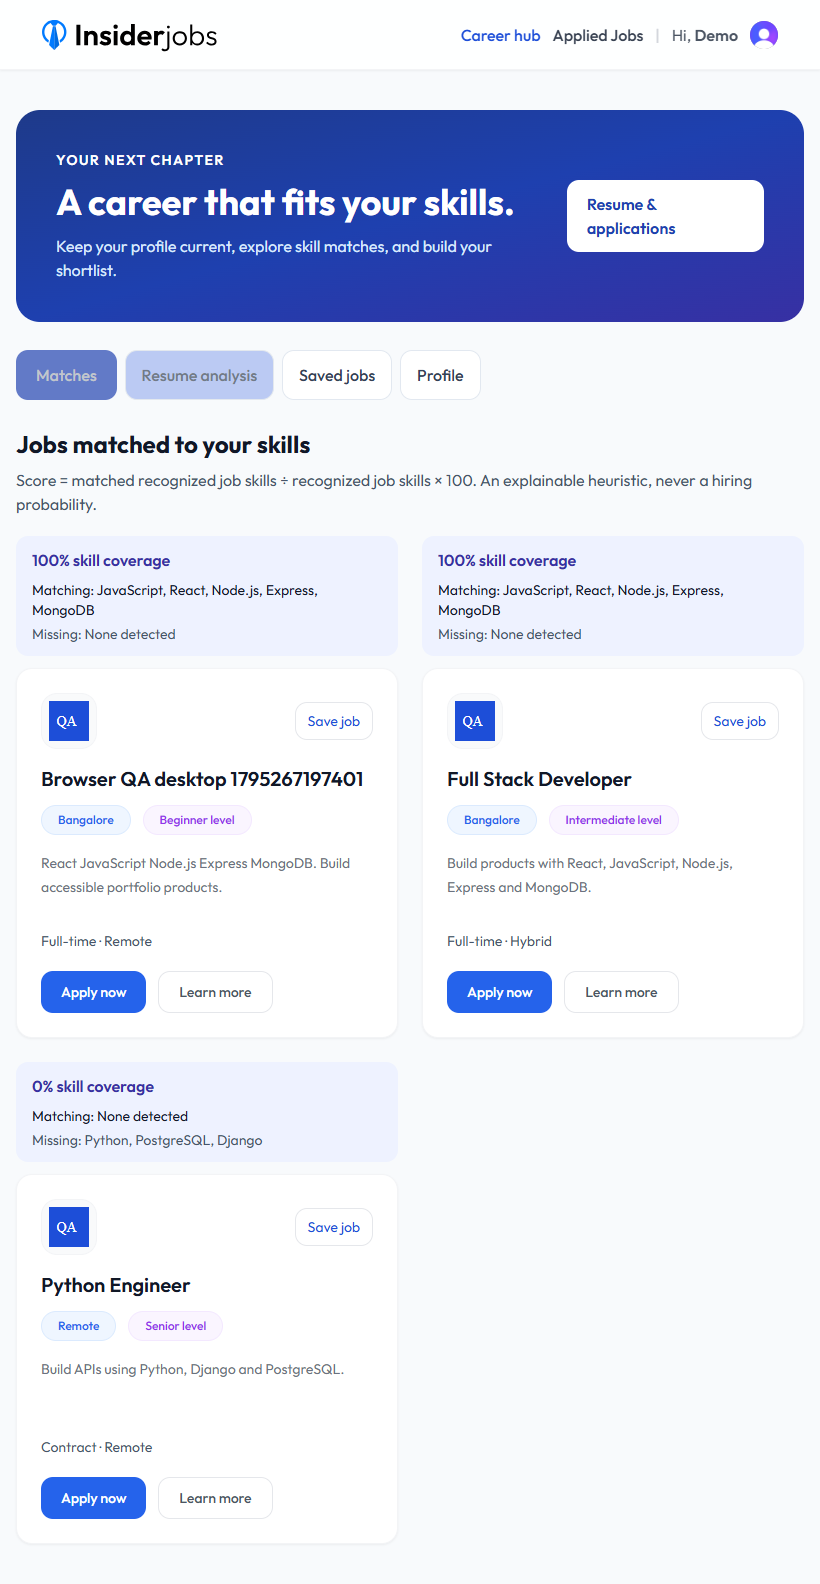 Insiderjobs
Career hub Applied Jobs | Hi, Demo
YOUR NEXT CHAPTER
A career that fits your skills.
Keep your profile current, explore skill matches, and build your
shortlist.
Resume &
applications
Matches
Resume analysis
Saved jobs
Profile
Jobs matched to your skills
Score = matched recognized job skills ÷ recognized job skills × 100. An explainable heuristic, never a hiring
probability.
100% skill coverage
Matching: JavaScript, React, Node.js, Express,
MongoDB
Missing: None detected
QA
Save job
Browser QA desktop 1795267197401
Bangalore
Beginner level
React JavaScript Node.js Express MongoDB. Build
accessible portfolio products.
Full-time · Remote
Apply now
Learn more
100% skill coverage
Matching: JavaScript, React, Node.js, Express,
MongoDB
Missing: None detected
QA
Save job
Full Stack Developer
Bangalore
Intermediate level
Build products with React, JavaScript, Node.js,
Express and MongoDB.
Full-time · Hybrid
Apply now
Learn more
0% skill coverage
Matching: None detected
Missing: Python, PostgreSQL, Django
QA
Save job
Python Engineer
Remote
Senior level
Build APIs using Python, Django and PostgreSQL.
Contract · Remote
Apply now
Learn more